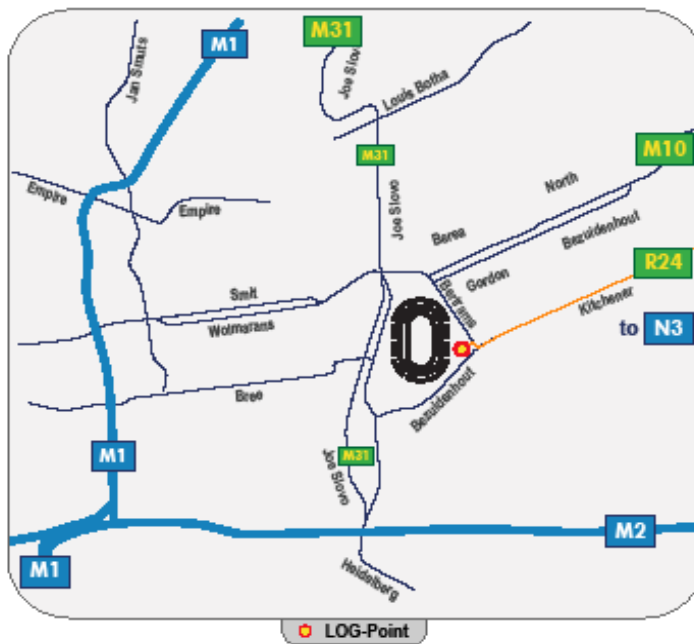 M1
M31
Jan Smuts
Joe Slovo
Louis Botha
M10
M31
North
Empire
Empire
Joe Slovo
Berea
Bezuidenhout
R24
Gordon
Bertrams
Smit
Kitchener
Wolmarans
to N3
Bree
Bezuidenhout
M1
M31
Joe Slovo
M2
M1
Heidelberg
LOG-Point